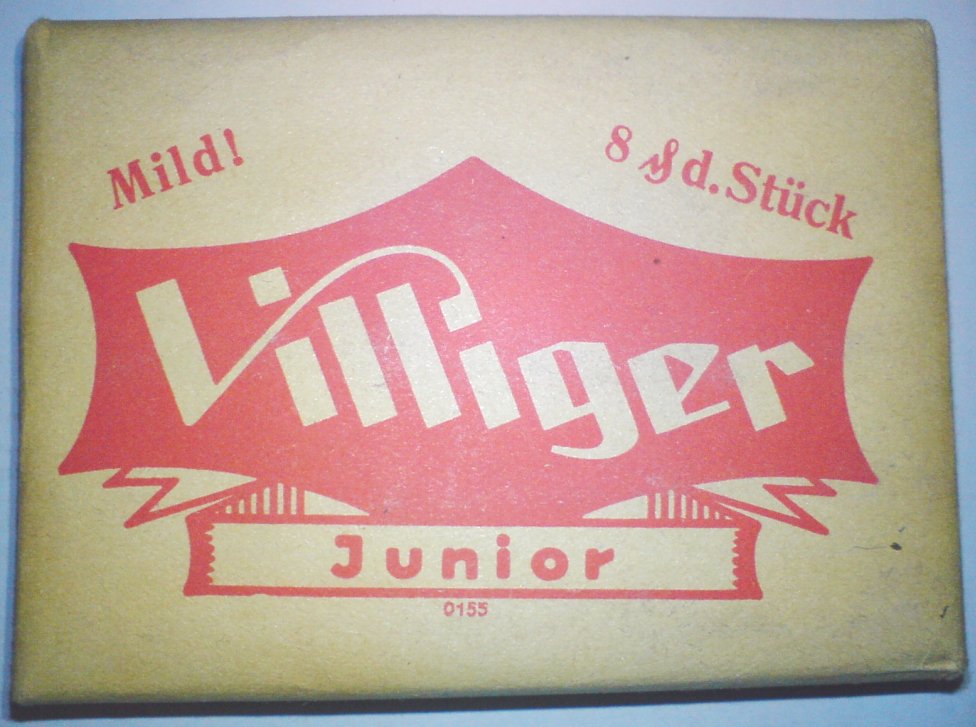 Mild!
8 ₰ d. Stück
Villiger
Junior
0155